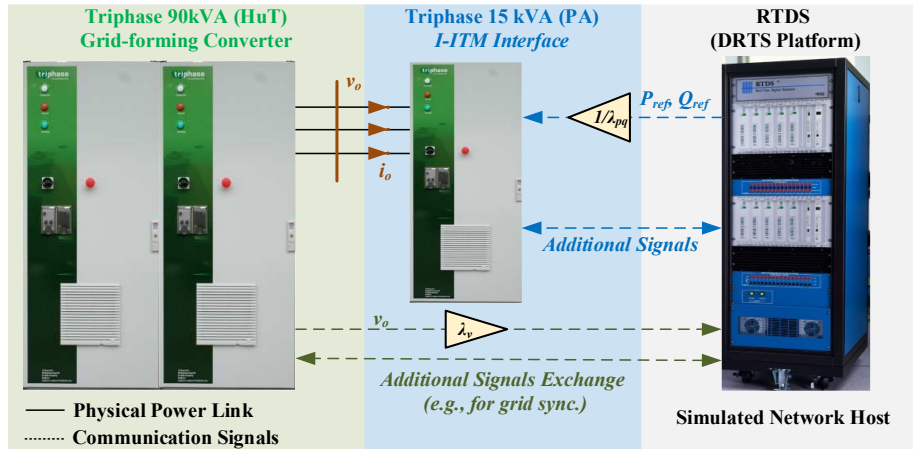 Triphase 90kVA (HuT)
Grid-forming Converter
Triphase 15 kVA (PA)
I-ITM Interface
RTDS
(DRTS Platform)
triphase
triphase
triphase
RTDS
v_o
i_o
1/λ_pq
P_ref, Q_ref
Additional Signals
v_o
λ_v
Additional Signals Exchange
(e.g., for grid sync.)
Physical Power Link
Communication Signals
Simulated Network Host